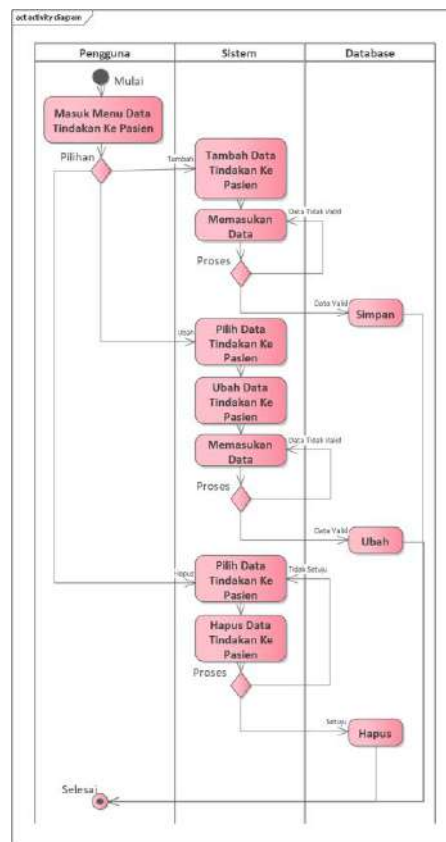 act activity diagram
Pengguna
Sistem
Database
Mulai
Masuk Menu Data
Tindakan Ke Pasien
Pilihan
Tambah
Tambah Data
Tindakan Ke
Pasien
Memasukan
Data
Data Tidak Valid
Proses
Data Valid
Simpan
Ubah
Pilih Data
Tindakan Ke
Pasien
Ubah Data
Tindakan Ke
Pasien
Memasukan
Data
Data Tidak Valid
Proses
Data Valid
Ubah
Hapus
Pilih Data
Tindakan Ke
Pasien
Tidak Setuju
Hapus Data
Tindakan Ke
Pasien
Proses
Setuju
Hapus
Selesai